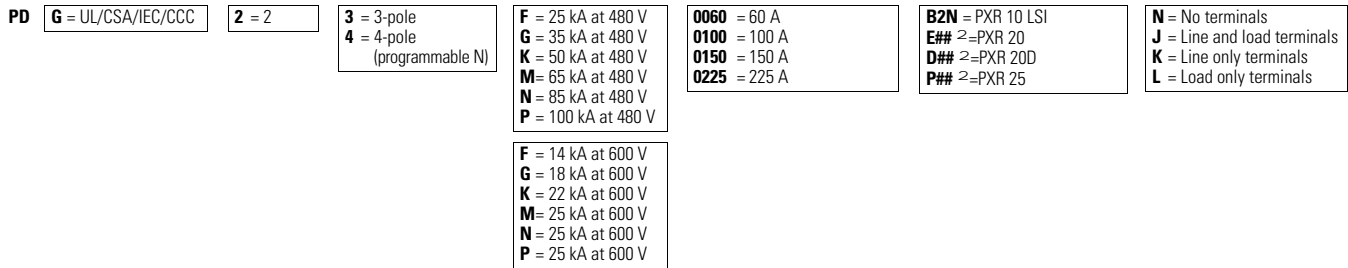 PD
G = UL/CSA/IEC/CCC
2 = 2
3 = 3-pole
4 = 4-pole
(programmable N)
F = 25 kA at 480 V
G = 35 kA at 480 V
K = 50 kA at 480 V
M= 65 kA at 480 V
N = 85 kA at 480 V
P = 100 kA at 480 V
F = 14 kA at 600 V
G = 18 kA at 600 V
K = 22 kA at 600 V
M= 25 kA at 600 V
N = 25 kA at 600 V
P = 25 kA at 600 V
0060 = 60 A
0100 = 100 A
0150 = 150 A
0225 = 225 A
B2N = PXR 10 LSI
E## 2=PXR 20
D## 2=PXR 20D
P## 2=PXR 25
N = No terminals
J = Line and load terminals
K = Line only terminals
L = Load only terminals